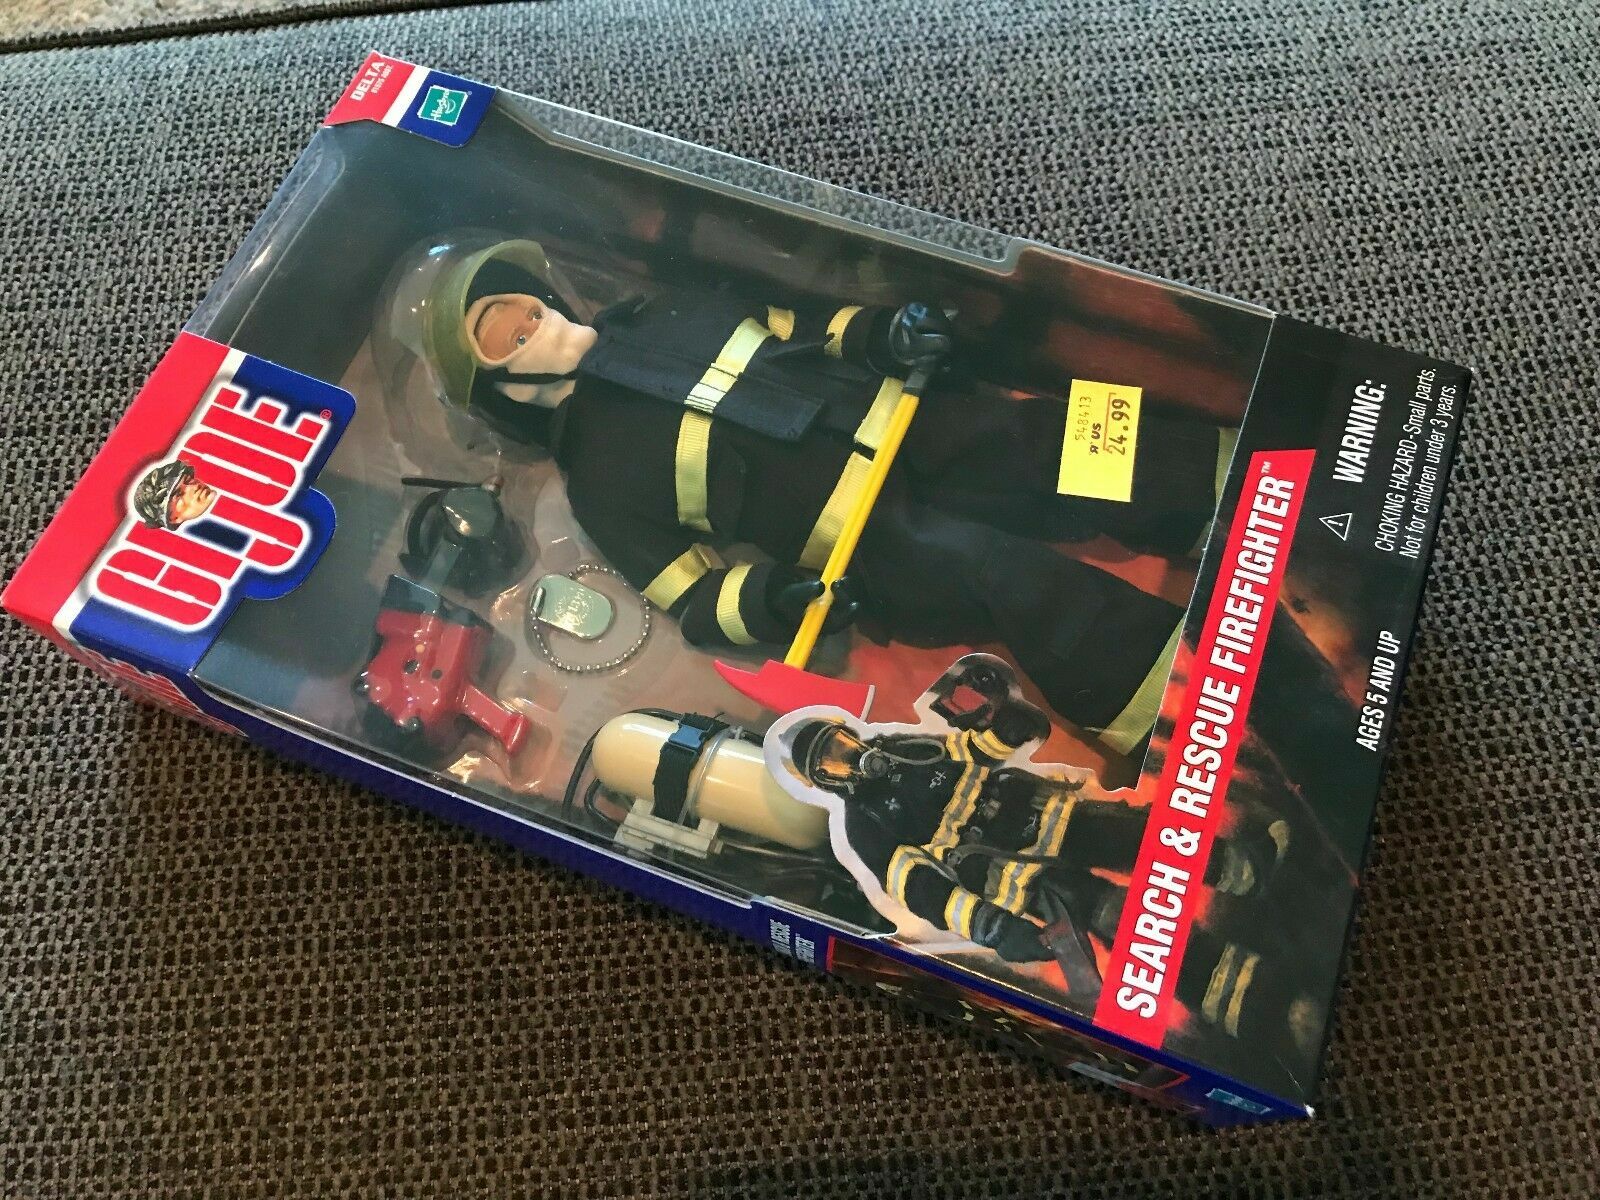 DELTA
Hasbro
GI JOE®
548413
R US
24.99
SEARCH & RESCUE FIREFIGHTER™
WARNING:
CHOKING HAZARD-Small parts.
Not for children under 3 years.
AGES 5 AND UP